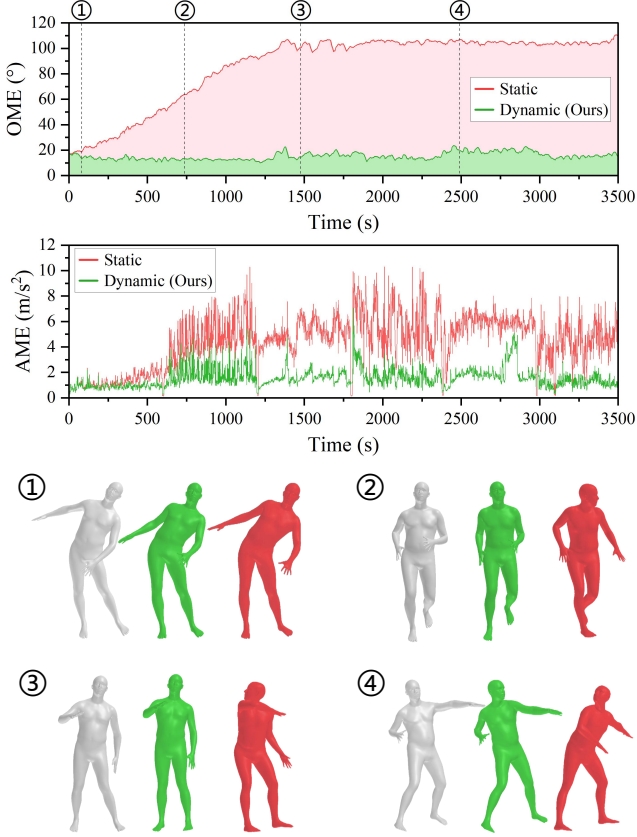 ① ② ③ ④
120
100
80
60
40
20
0
OME (°)
Static
Dynamic (Ours)
0 500 1000 1500 2000 2500 3000 3500
Time (s)
12
10
8
6
4
2
0
AME (m/s²)
Static
Dynamic (Ours)
0 500 1000 1500 2000 2500 3000 3500
Time (s)
① ②
③ ④